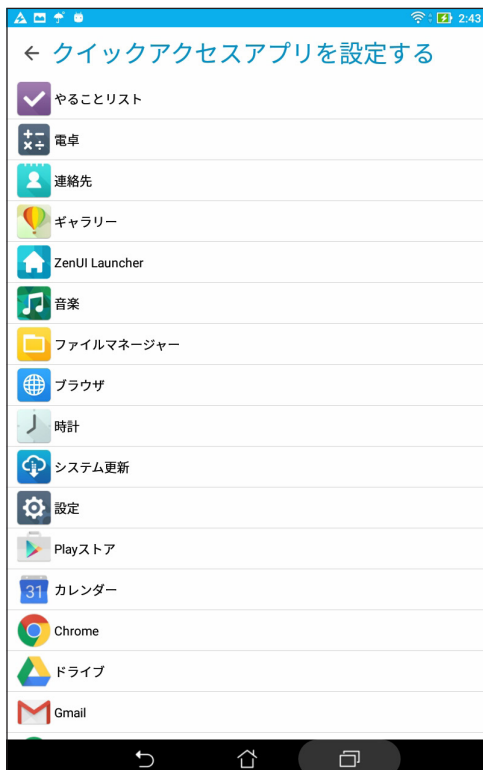 2:43
クイックアクセスアプリを設定する
やることリスト
電卓
連絡先
ギャラリー
ZenUI Launcher
音楽
ファイルマネージャー
ブラウザ
時計
システム更新
設定
Playストア
31 カレンダー
Chrome
ドライブ
Gmail